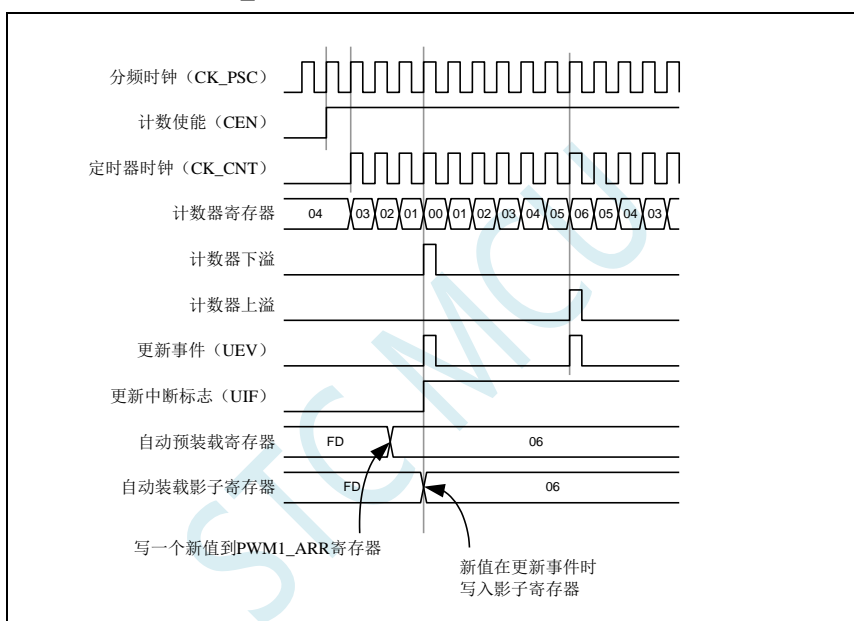 分频时钟（CK_PSC）
计数使能（CEN）
定时器时钟（CK_CNT）
计数器寄存器 04 03 02 01 00 01 02 03 04 05 06 05 04 03
计数器下溢
计数器上溢
更新事件（UEV）
更新中断标志（UIF）
自动预装载寄存器 FD 06
自动装载影子寄存器 FD 06
写一个新值到PWM1_ARR寄存器
新值在更新事件时
写入影子寄存器
STC MCU